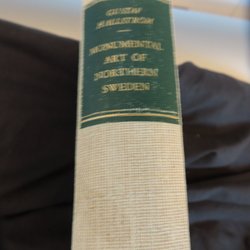 GUSTAF
HALLSTRÖM
MONUMENTAL
ART OF
NORTHERN
SWEDEN